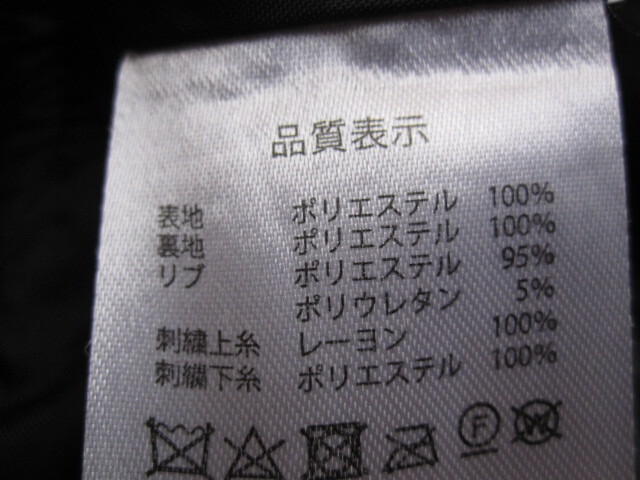 品質表示
表地 ポリエステル 100%
裏地 ポリエステル 100%
リブ ポリエステル 95%
ポリウレタン 5%
刺繍上糸 レーヨン 100%
刺繍下糸 ポリエステル 100%
F W